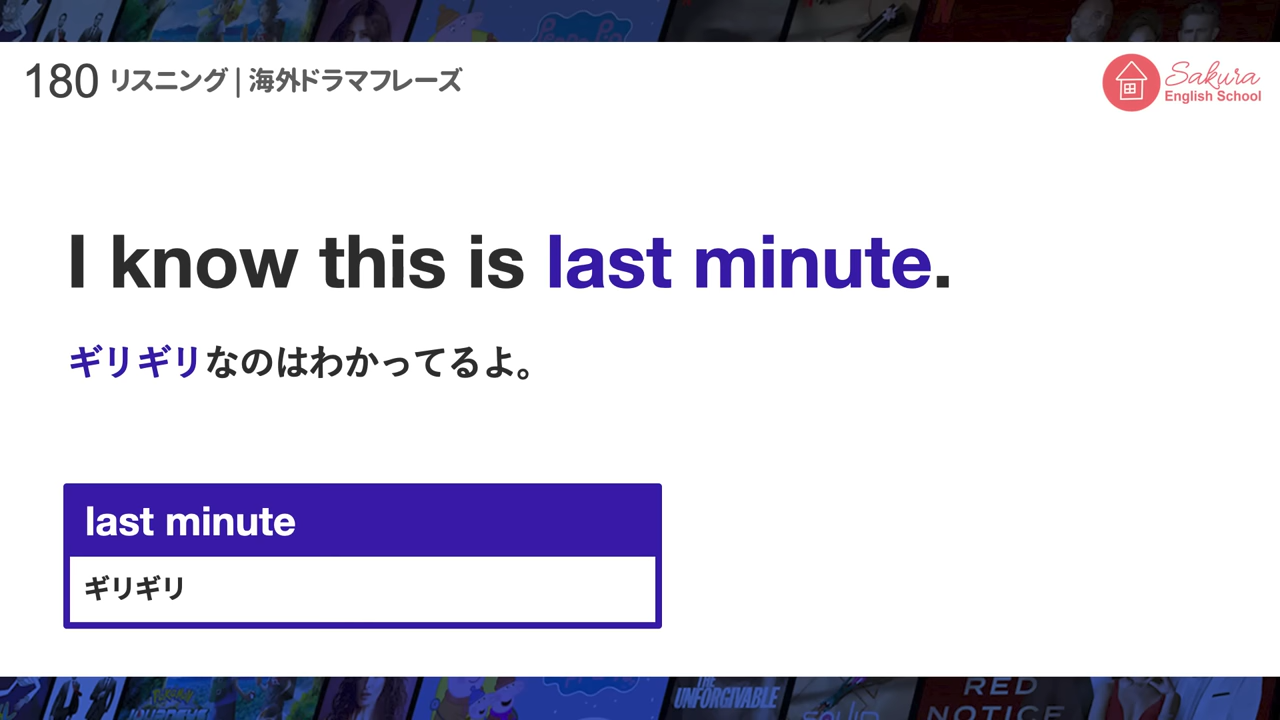 180 リスニング | 海外ドラマフレーズ
Sakura
English School
I know this is last minute.
ギリギリなのはわかってるよ。
last minute
ギリギリ
THE
UNFORGIVABLE
RED
NOTICE